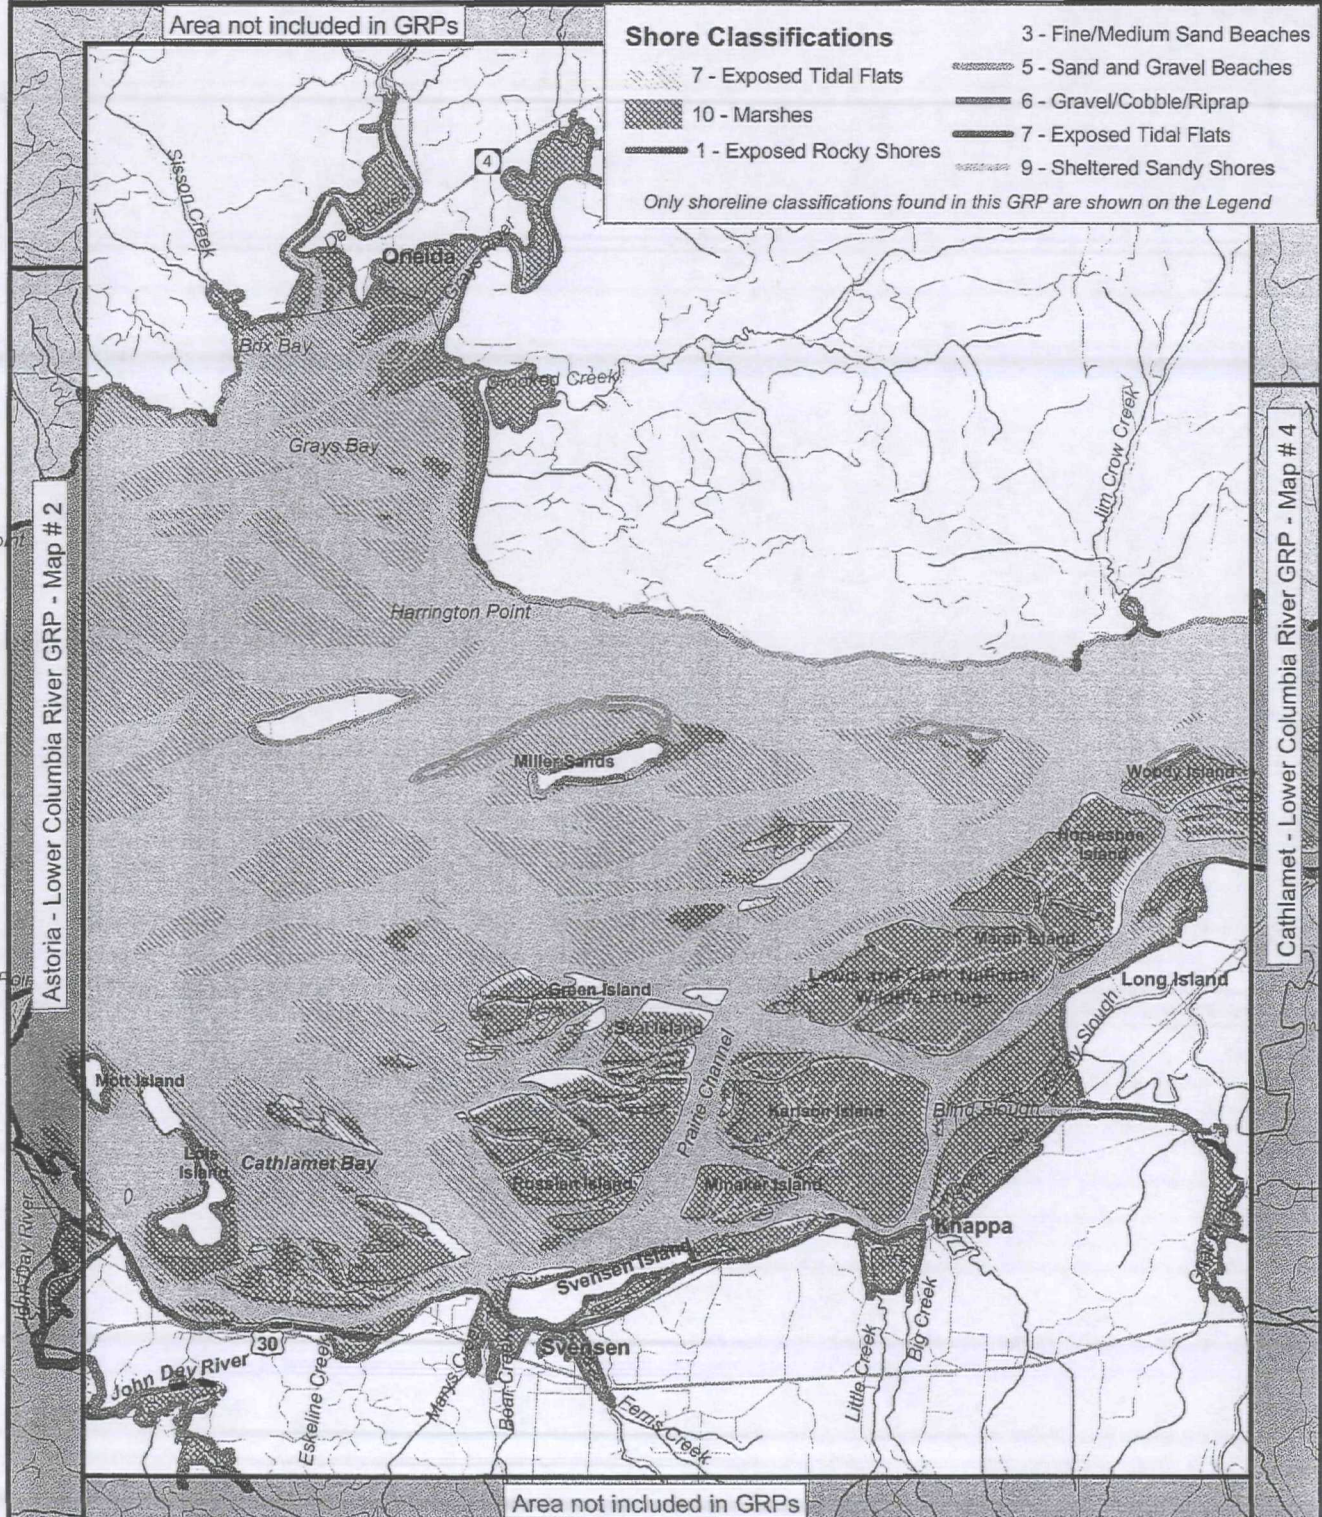 Area not included in GRPs
Shore Classifications
7 - Exposed Tidal Flats
10 - Marshes
1 - Exposed Rocky Shores
3 - Fine/Medium Sand Beaches
5 - Sand and Gravel Beaches
6 - Gravel/Cobble/Riprap
7 - Exposed Tidal Flats
9 - Sheltered Sandy Shores
Only shoreline classifications found in this GRP are shown on the Legend
4
Sisson Creek
River
Oneida
Brix Bay
Crooked Creek
Grays Bay
Jim Crow Creek
Harrington Point
Astoria - Lower Columbia River GRP - Map # 2
Cathlamet - Lower Columbia River GRP - Map # 4
Miller Sands
Woody Island
Horseshoe
Island
Marsh Island
Lewis and Clark National
Wildlife Refuge
Long Island
Green Island
Seal Island
Prairie Channel
Slough
Mott Island
Karlson Island
Blind Slough
Lois
Island
Cathlamet Bay
Russian Island
Minaker Island
Knappa
Svensen Island
John Day River
30
Svensen
John Day River
Eskeline Creek
Marys
Bear Creek
Ferris Creek
Little Creek
Big Creek
Area not included in GRPs